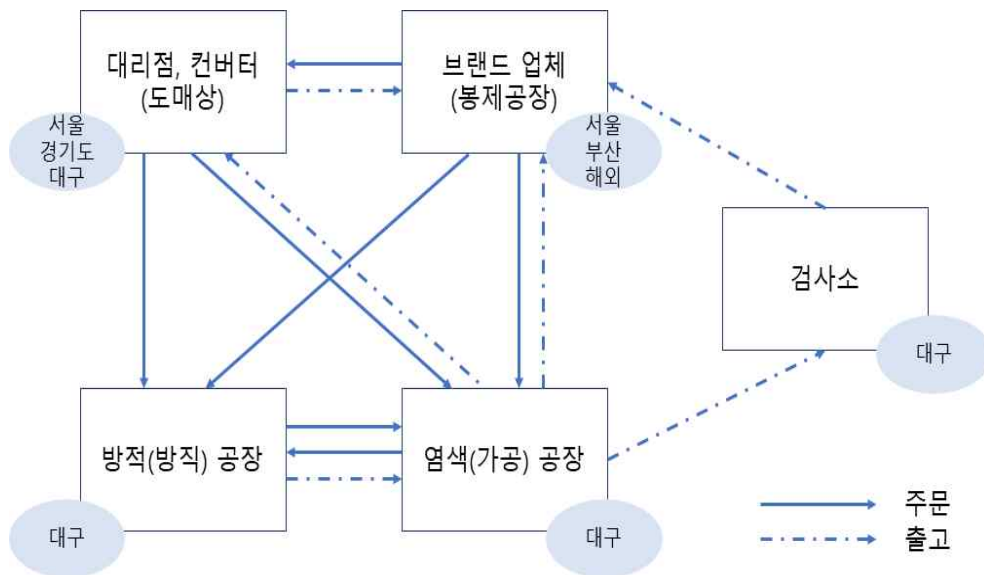 대리점, 컨버터
(도매상)
브랜드 업체
(봉제공장)
서울
경기도
대구
서울
부산
해외
검사소
대구
방적(방직) 공장
염색(가공) 공장
대구
대구
주문
출고